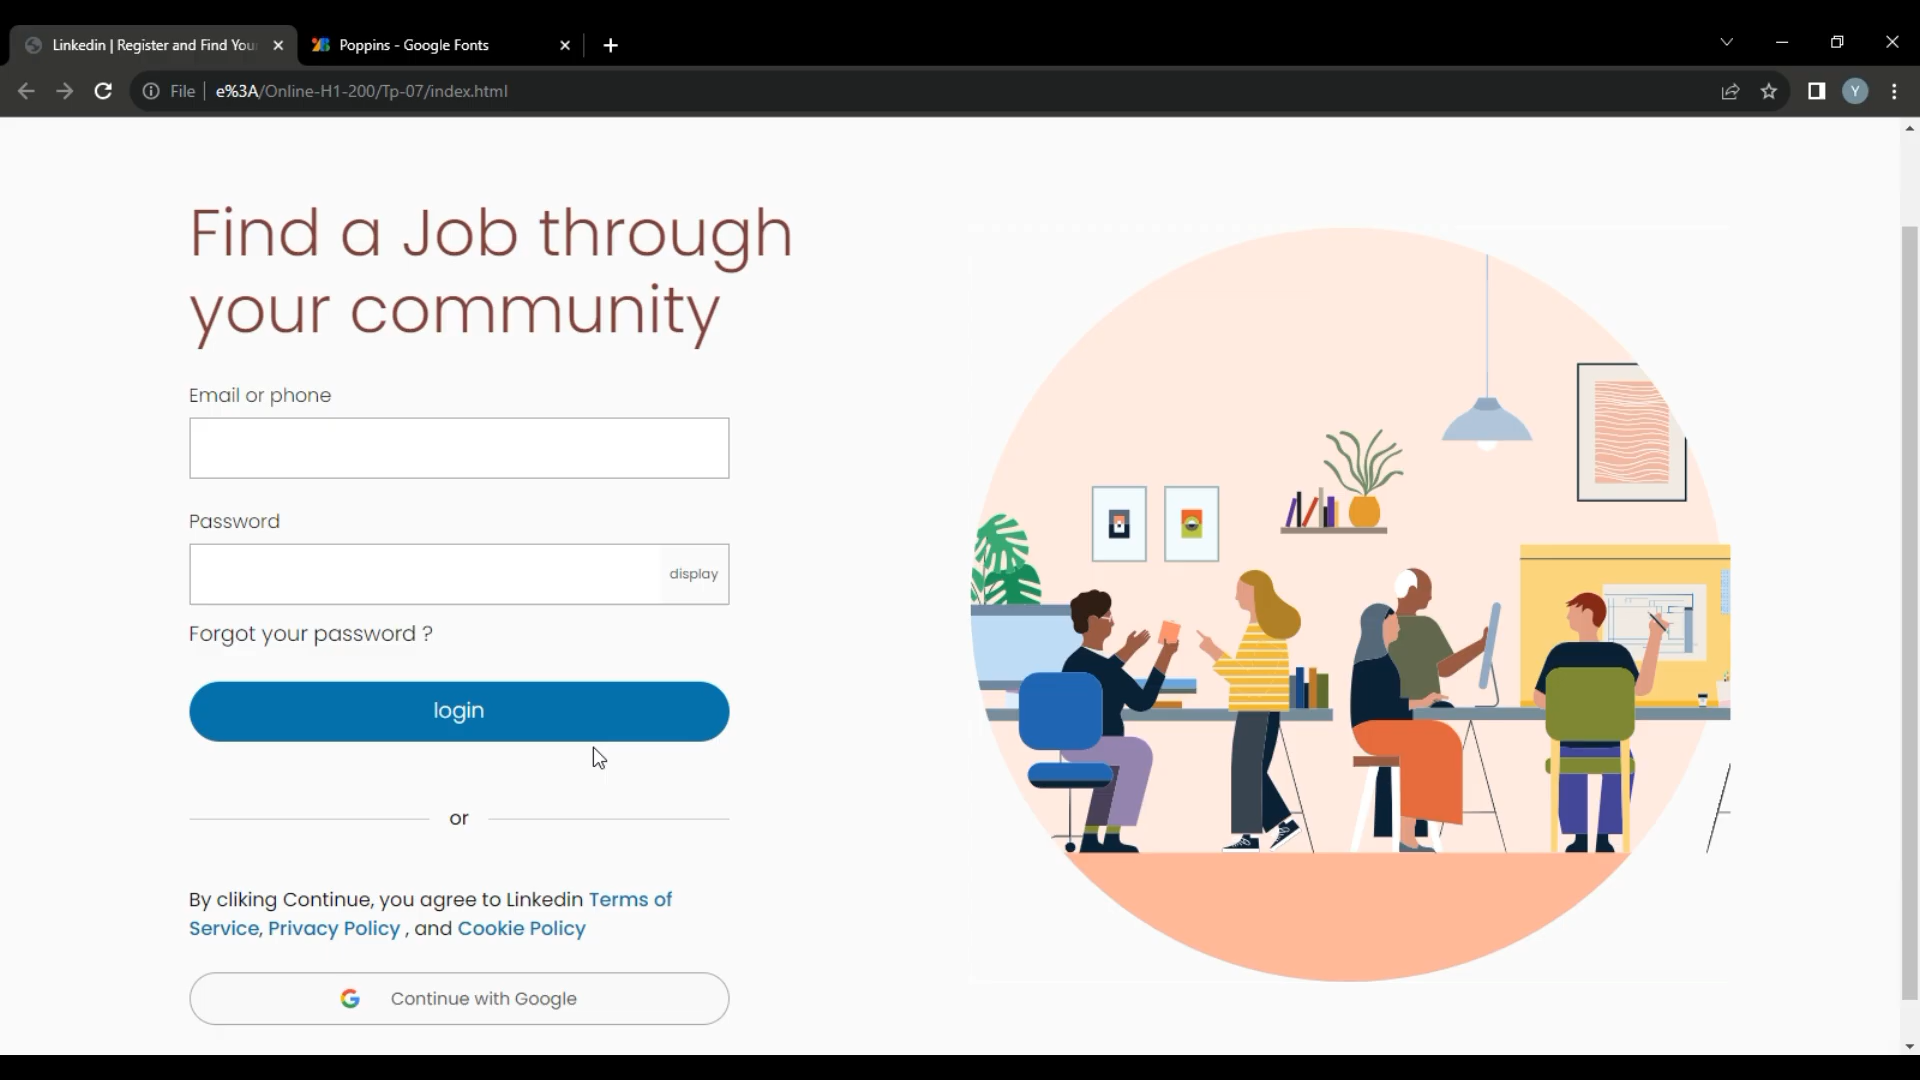 Linkedin | Register and Find You
Poppins - Google Fonts
File
e%3A/Online-H1-200/Tp-07/index.html
Y
Find a Job through
your community
Email or phone
Password
display
Forgot your password ?
login
or
By cliking Continue, you agree to Linkedin Terms of
Service, Privacy Policy , and Cookie Policy
Continue with Google